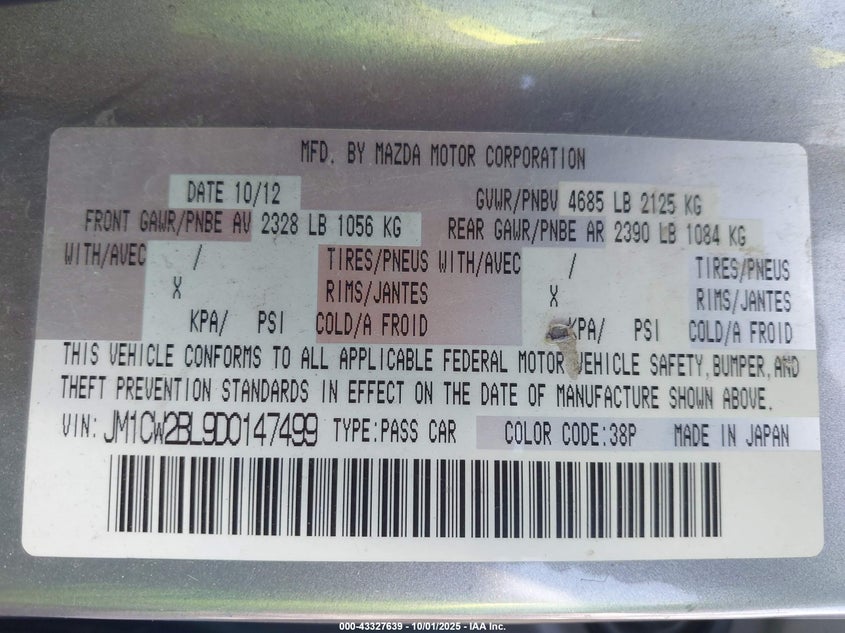 MFD. BY MAZDA MOTOR CORPORATION
DATE 10/12 GVWR/PNBV 4685 LB 2125 KG
FRONT GAWR/PNBE AV 2328 LB 1056 KG REAR GAWR/PNBE AR 2390 LB 1084 KG
WITH/AVEC / TIRES/PNEUS WITH/AVEC / TIRES/PNEUS
X RIMS/JANTES X RIMS/JANTES
KPA/ PSI COLD/A FROID KPA/ PSI COLD/A FROID
THIS VEHICLE CONFORMS TO ALL APPLICABLE FEDERAL MOTOR VEHICLE SAFETY, BUMPER, AND
THEFT PREVENTION STANDARDS IN EFFECT ON THE DATE OF MANUFACTURE SHOWN ABOVE.
VIN: JM1CW2BL9D0147499 TYPE:PASS CAR COLOR CODE:38P MADE IN JAPAN
000-43327639 - 10/01/2025 - IAA Inc.